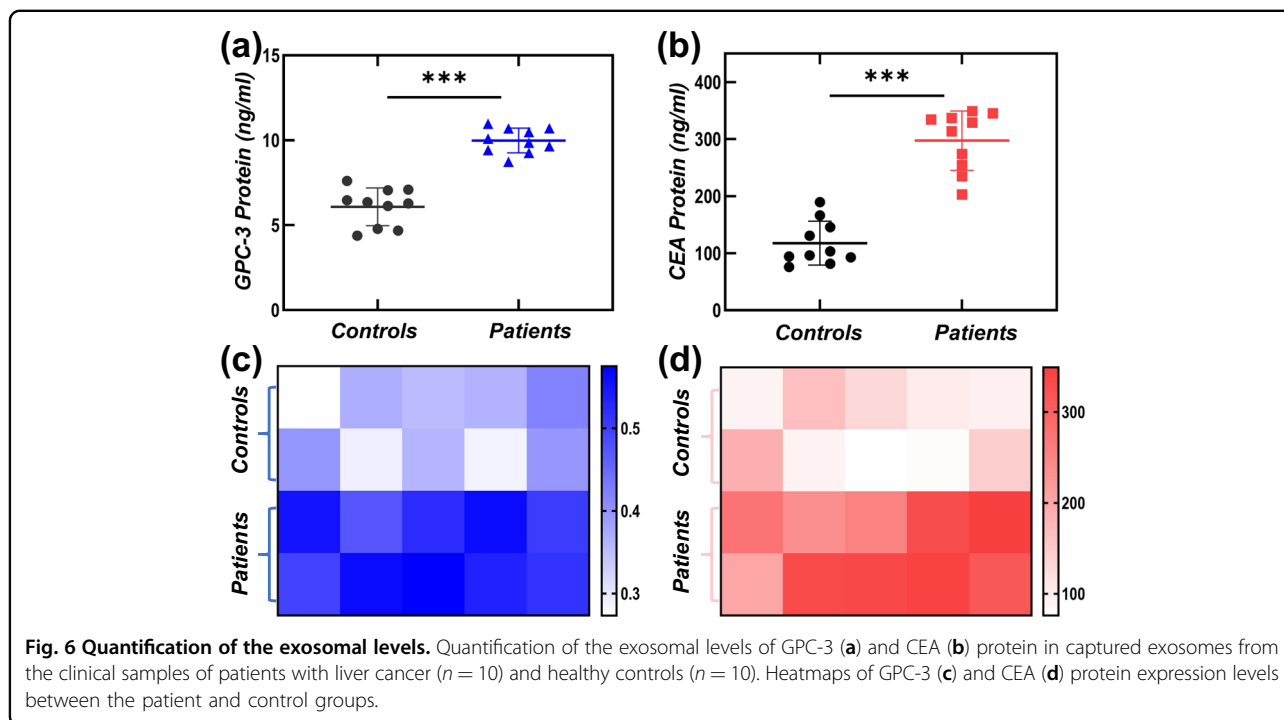 (a)
15
10
5
0
GPC-3 Protein (ng/ml)
***
Controls
Patients
(b)
400
300
200
100
0
CEA Protein (ng/ml)
***
Controls
Patients
(c)
Controls
Patients
0.5
0.4
0.3
(d)
Controls
Patients
300
200
100
Fig. 6 Quantification of the exosomal levels. Quantification of the exosomal levels of GPC-3 (a) and CEA (b) protein in captured exosomes from
the clinical samples of patients with liver cancer (n = 10) and healthy controls (n = 10). Heatmaps of GPC-3 (c) and CEA (d) protein expression levels
between the patient and control groups.